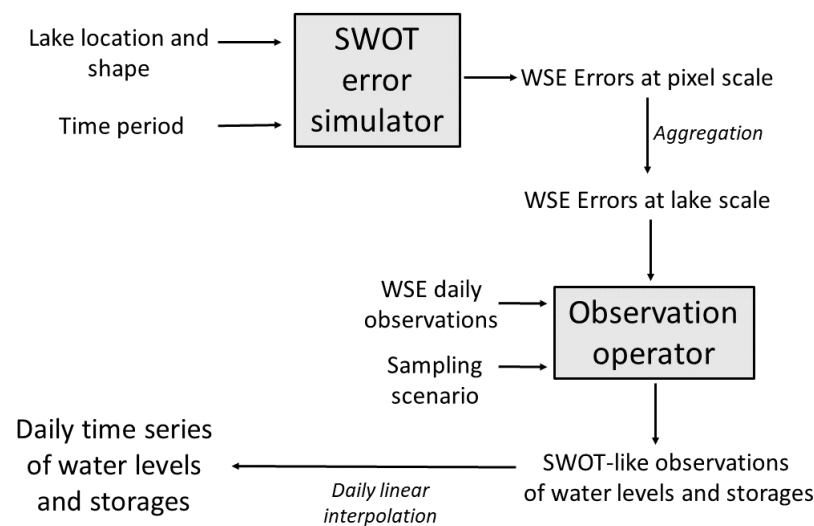 Lake location and
shape
Time period
SWOT
error
simulator
WSE Errors at pixel scale
Aggregation
WSE Errors at lake scale
WSE daily
observations
Sampling
scenario
Observation
operator
SWOT-like observations
of water levels and storages
Daily linear
interpolation
Daily time series
of water levels
and storages